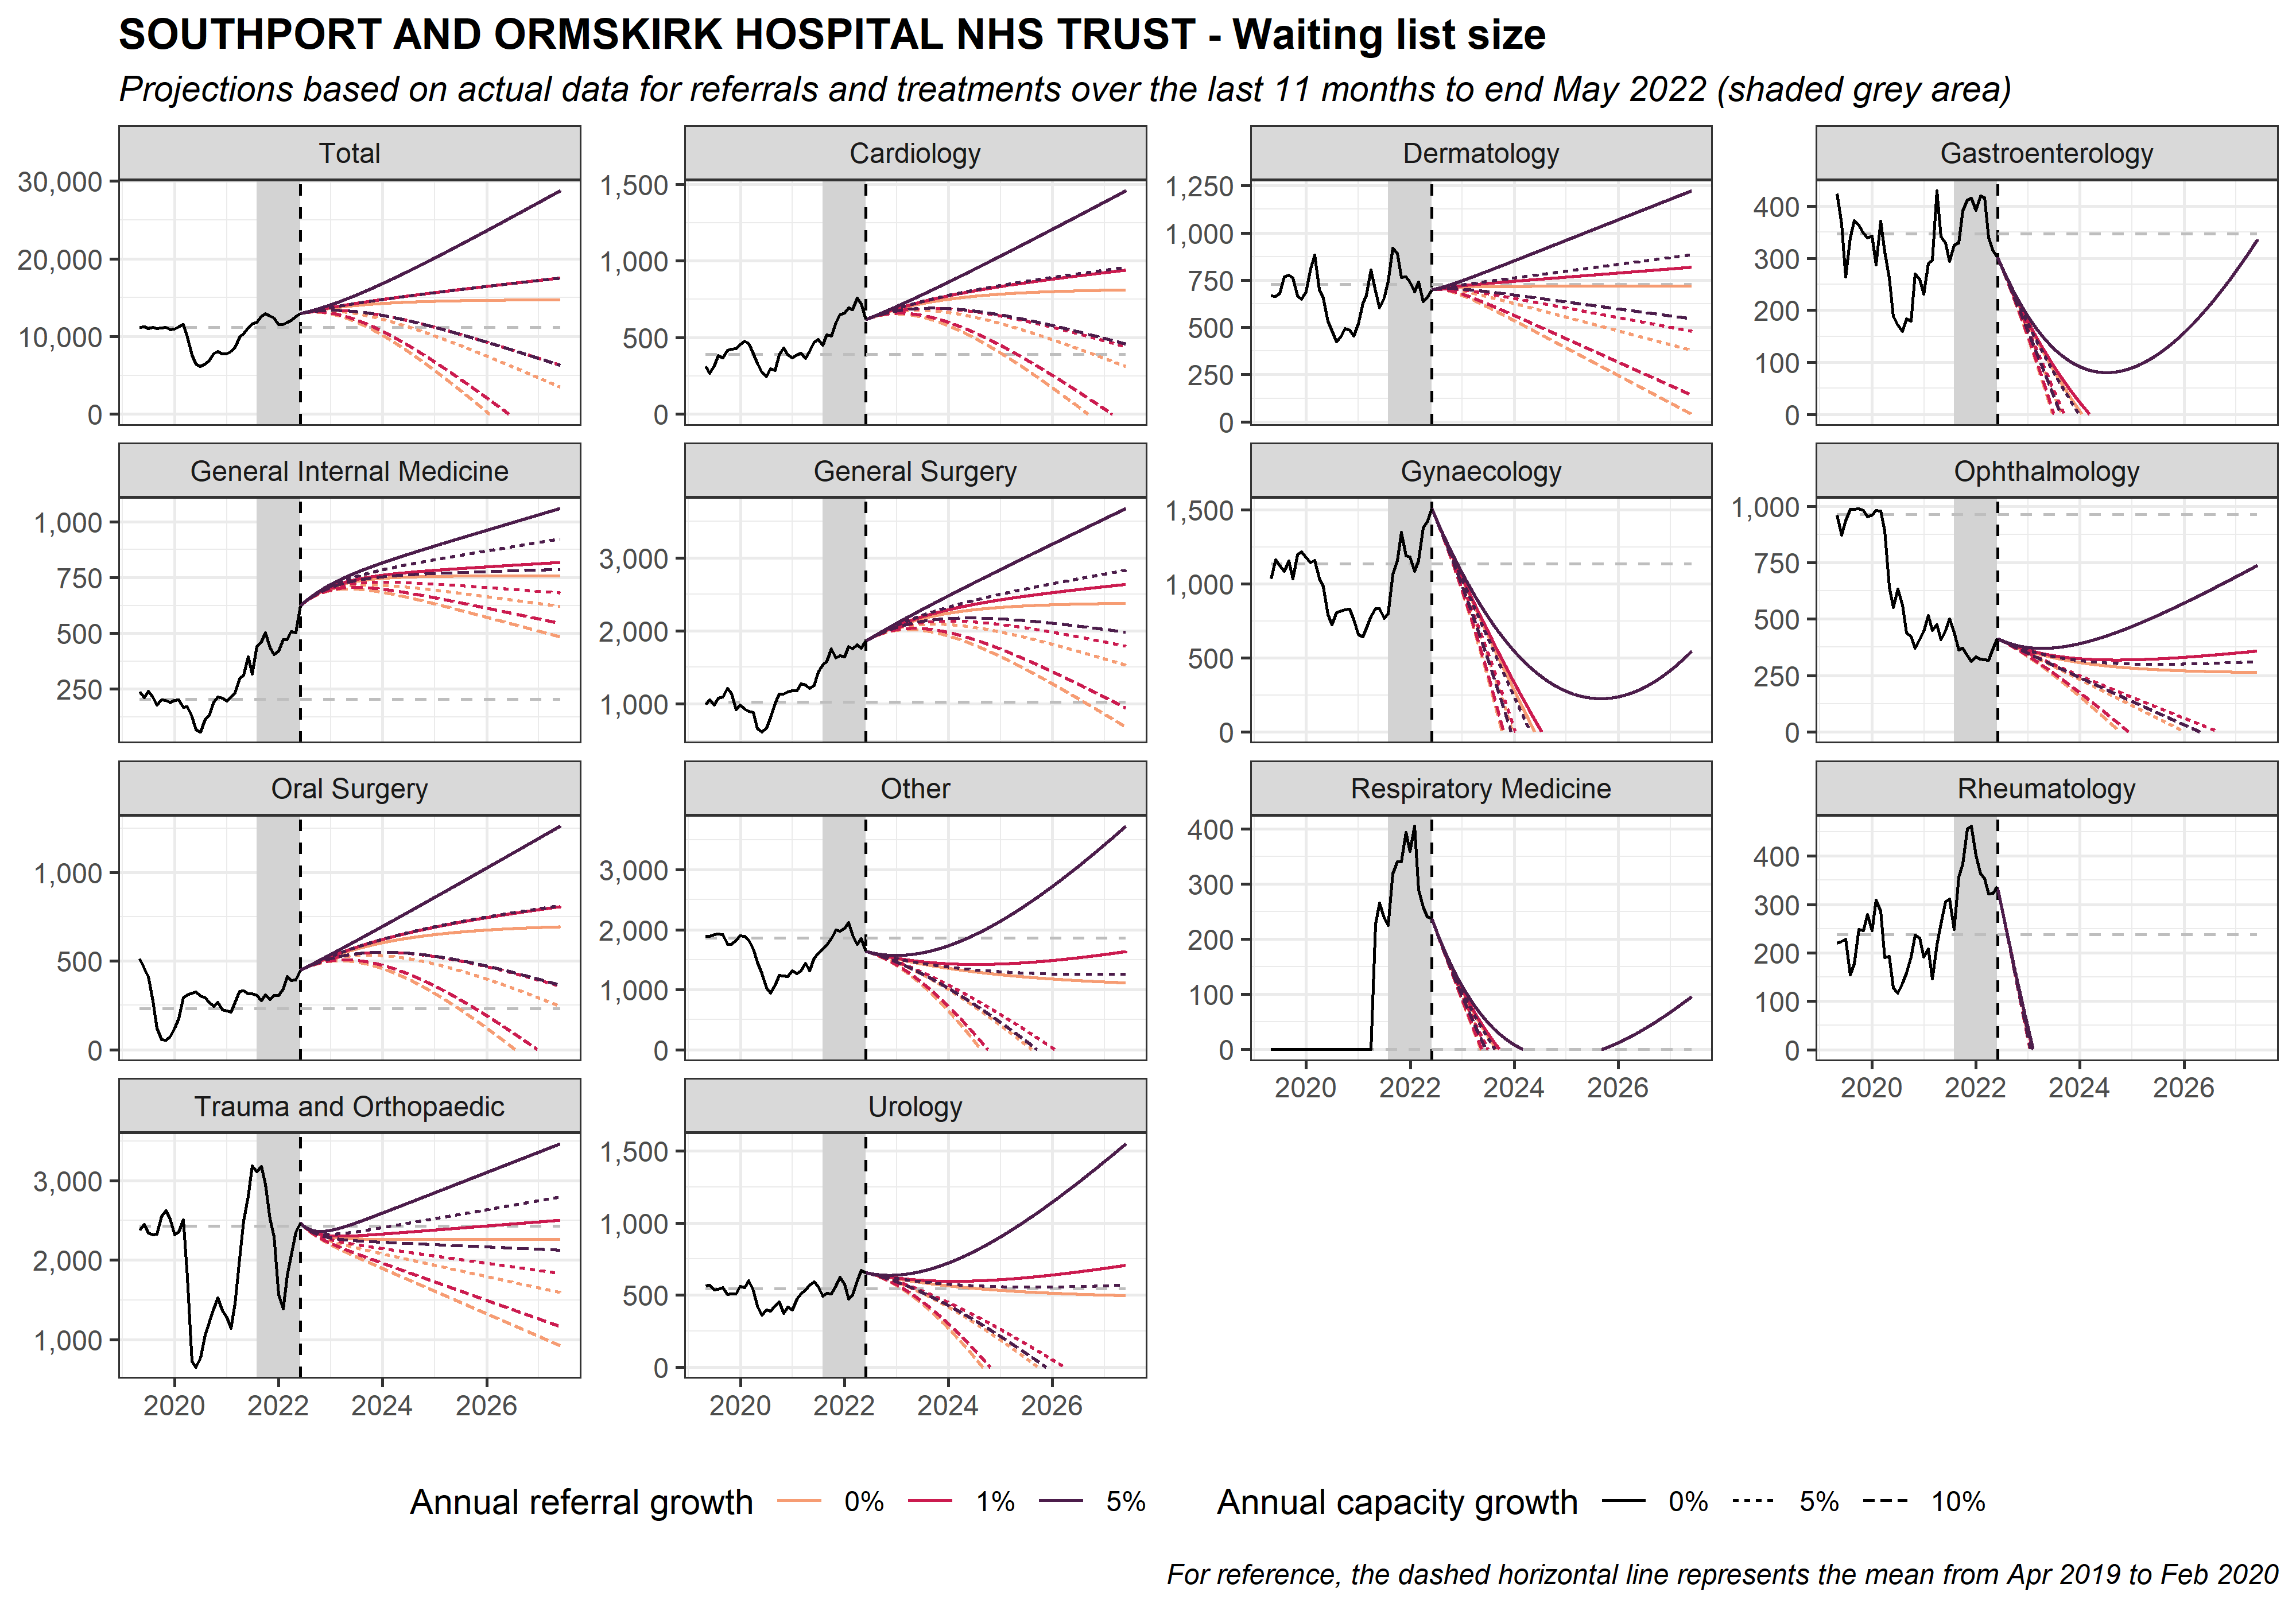 SOUTHPORT AND ORMSKIRK HOSPITAL NHS TRUST - Waiting list size
Projections based on actual data for referrals and treatments over the last 11 months to end May 2022 (shaded grey area)
Total
Cardiology
Dermatology
Gastroenterology
30,000
20,000
10,000
0
1,500
1,000
500
0
1,250
1,000
750
500
250
0
400
300
200
100
0
General Internal Medicine
General Surgery
Gynaecology
Ophthalmology
1,000
750
500
250
3,000
2,000
1,000
1,500
1,000
500
0
1,000
750
500
250
0
Oral Surgery
Other
Respiratory Medicine
Rheumatology
1,000
500
0
3,000
2,000
1,000
0
400
300
200
100
0
400
300
200
100
0
2020 2022 2024 2026
2020 2022 2024 2026
Trauma and Orthopaedic
Urology
3,000
2,000
1,000
1,500
1,000
500
0
2020 2022 2024 2026
2020 2022 2024 2026
Annual referral growth 0% 1% 5% Annual capacity growth 0% 5% 10%
For reference, the dashed horizontal line represents the mean from Apr 2019 to Feb 2020